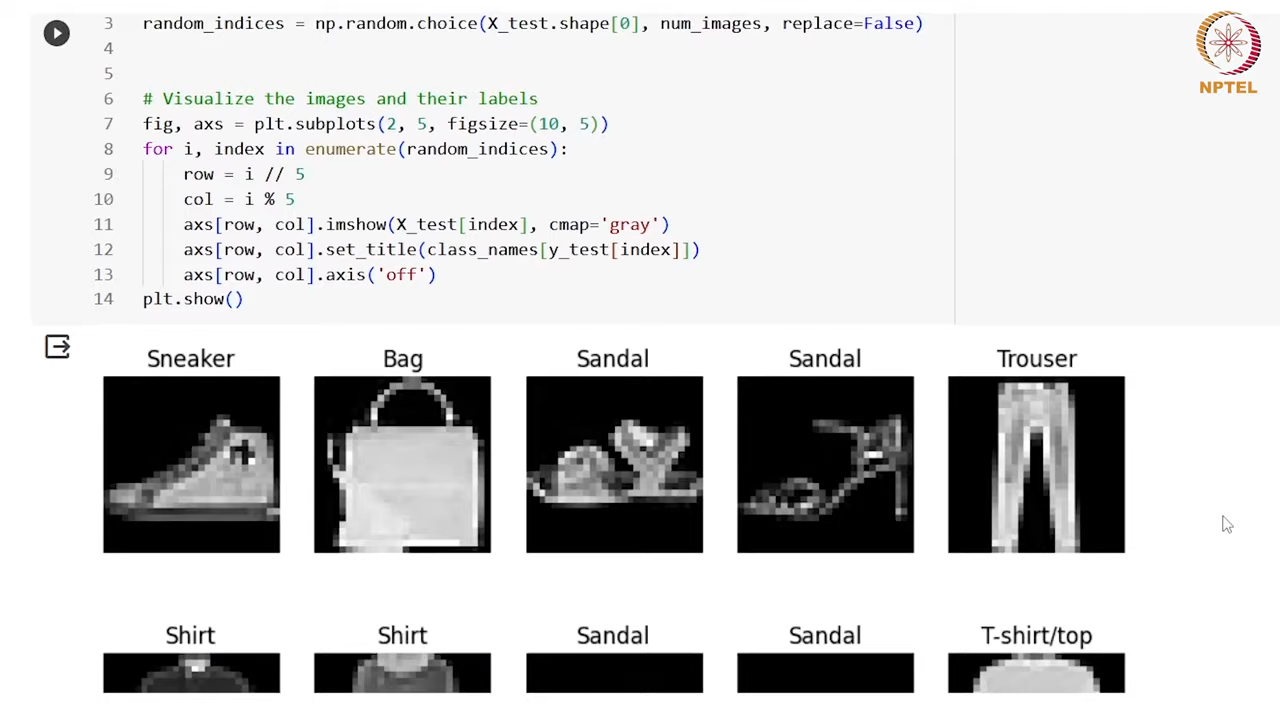 3 random_indices = np.random.choice(X_test.shape[0], num_images, replace=False)
4
5
6 # Visualize the images and their labels
7 fig, axs = plt.subplots(2, 5, figsize=(10, 5))
8 for i, index in enumerate(random_indices):
9 row = i // 5
10 col = i % 5
11 axs[row, col].imshow(X_test[index], cmap='gray')
12 axs[row, col].set_title(class_names[y_test[index]])
13 axs[row, col].axis('off')
14 plt.show()
NPTEL
Sneaker Bag Sandal Sandal Trouser
Shirt Shirt Sandal Sandal T-shirt/top